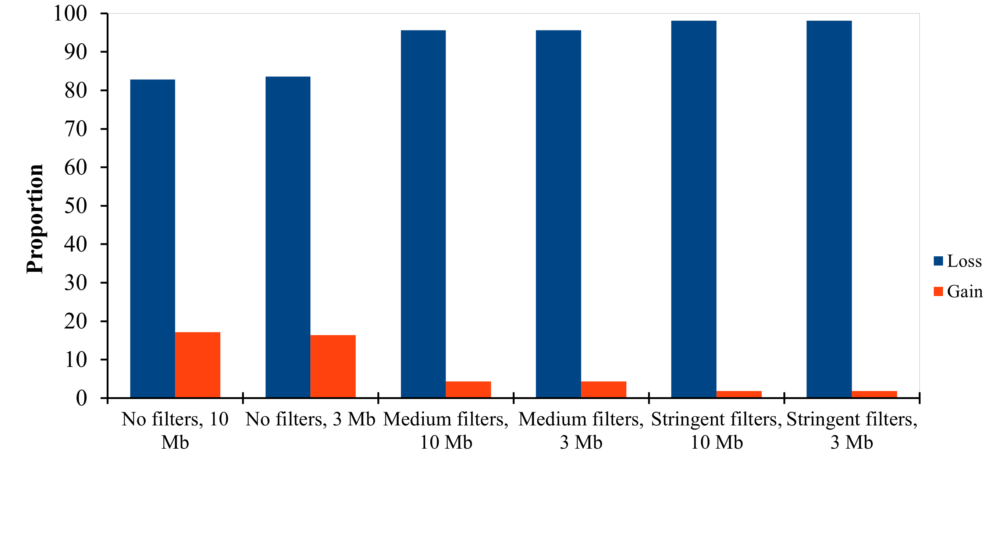 100
90
80
70
60
50
40
30
20
10
0
Proportion
No filters, 10
Mb
No filters, 3 Mb
Medium filters,
10 Mb
Medium filters,
3 Mb
Stringent filters,
10 Mb
Stringent filters,
3 Mb
Loss
Gain